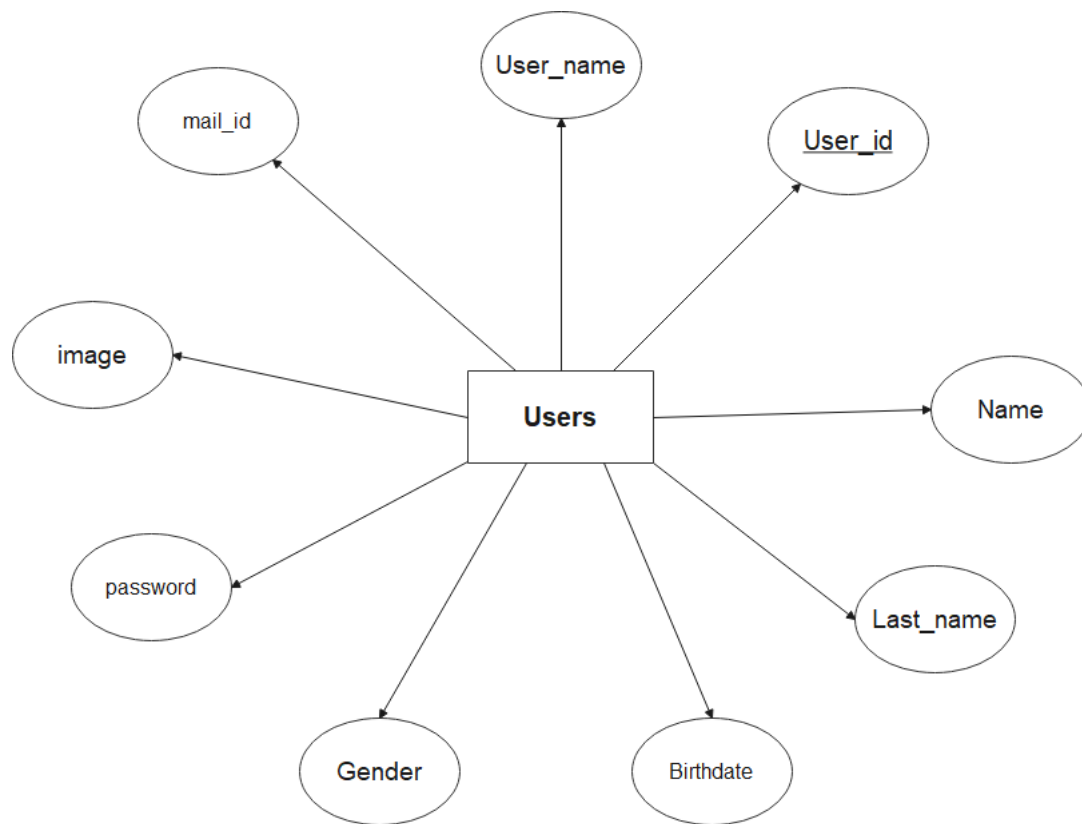 User_name
mail_id
User_id
image
Users
Name
password
Last_name
Gender
Birthdate